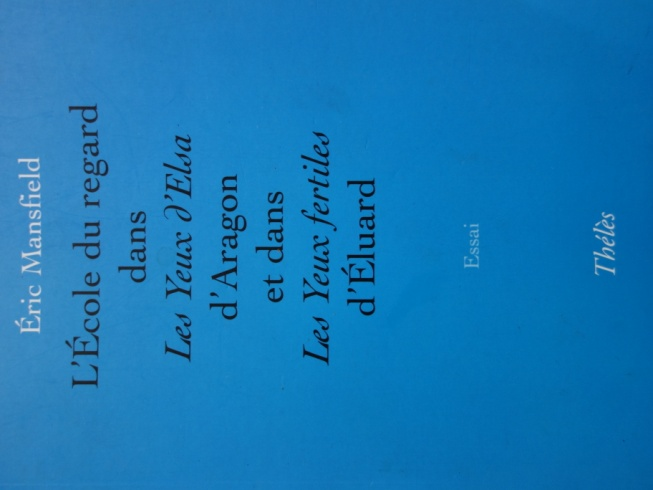 Éric Mansfield
L'École du regard
dans
Les Yeux d'Elsa
d'Aragon
et dans
Les Yeux fertiles
d'Éluard
Essai
Thélès